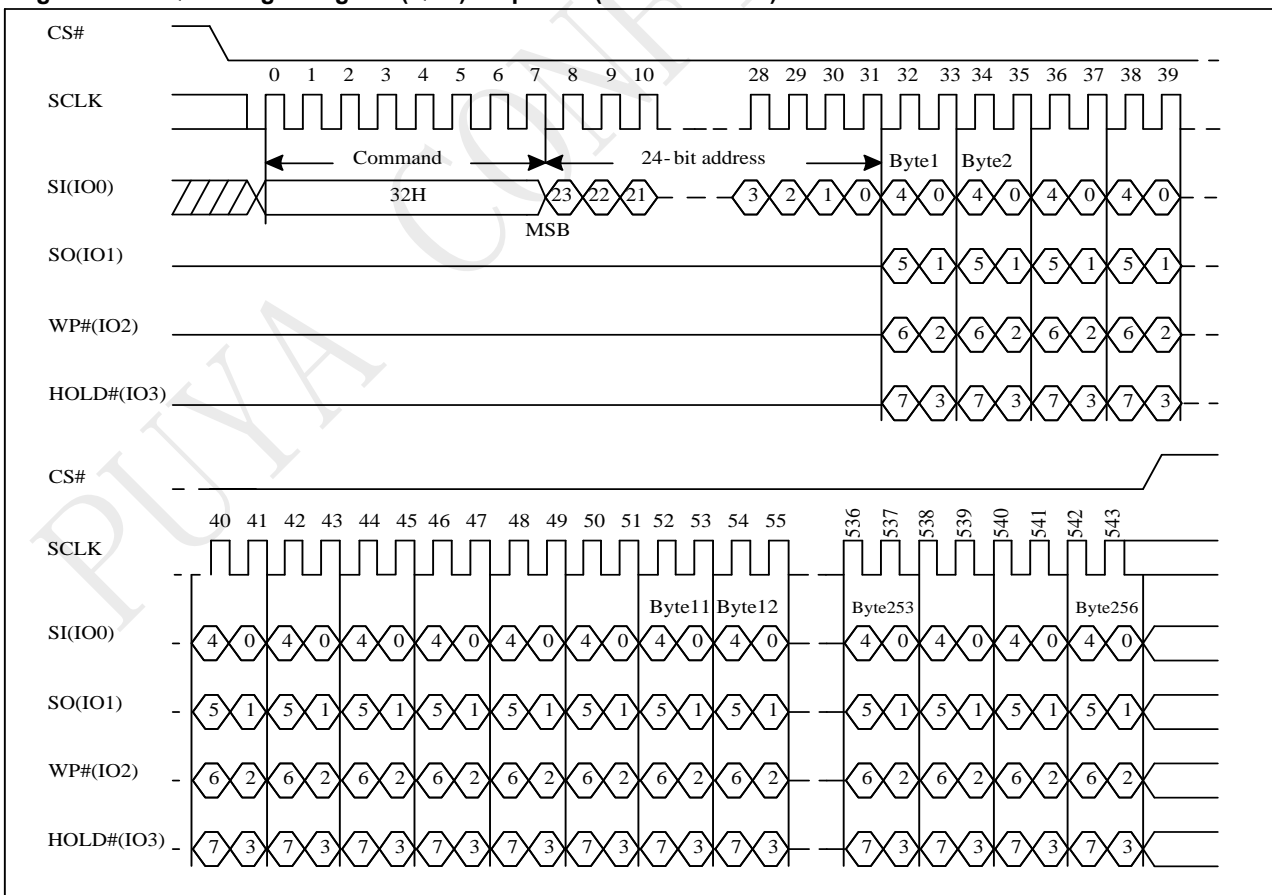 CS#
0 1 2 3 4 5 6 7 8 9 10 28 29 30 31 32 33 34 35 36 37 38 39
SCLK
Command 24-bit address Byte1 Byte2
SI(IO0) 32H 23 22 21 3 2 1 0 4 0 4 0 4 0 4 0
MSB
SO(IO1) 5 1 5 1 5 1 5 1
WP#(IO2) 6 2 6 2 6 2 6 2
HOLD#(IO3) 7 3 7 3 7 3 7 3
CS#
40 41 42 43 44 45 46 47 48 49 50 51 52 53 54 55 536 537 538 539 540 541 542 543
SCLK
Byte11 Byte12 Byte253 Byte256
SI(IO0) 4 0 4 0 4 0 4 0 4 0 4 0 4 0 4 0 4 0 4 0 4 0 4 0
SO(IO1) 5 1 5 1 5 1 5 1 5 1 5 1 5 1 5 1 5 1 5 1 5 1 5 1
WP#(IO2) 6 2 6 2 6 2 6 2 6 2 6 2 6 2 6 2 6 2 6 2 6 2 6 2
HOLD#(IO3) 7 3 7 3 7 3 7 3 7 3 7 3 7 3 7 3 7 3 7 3 7 3 7 3
PUYA